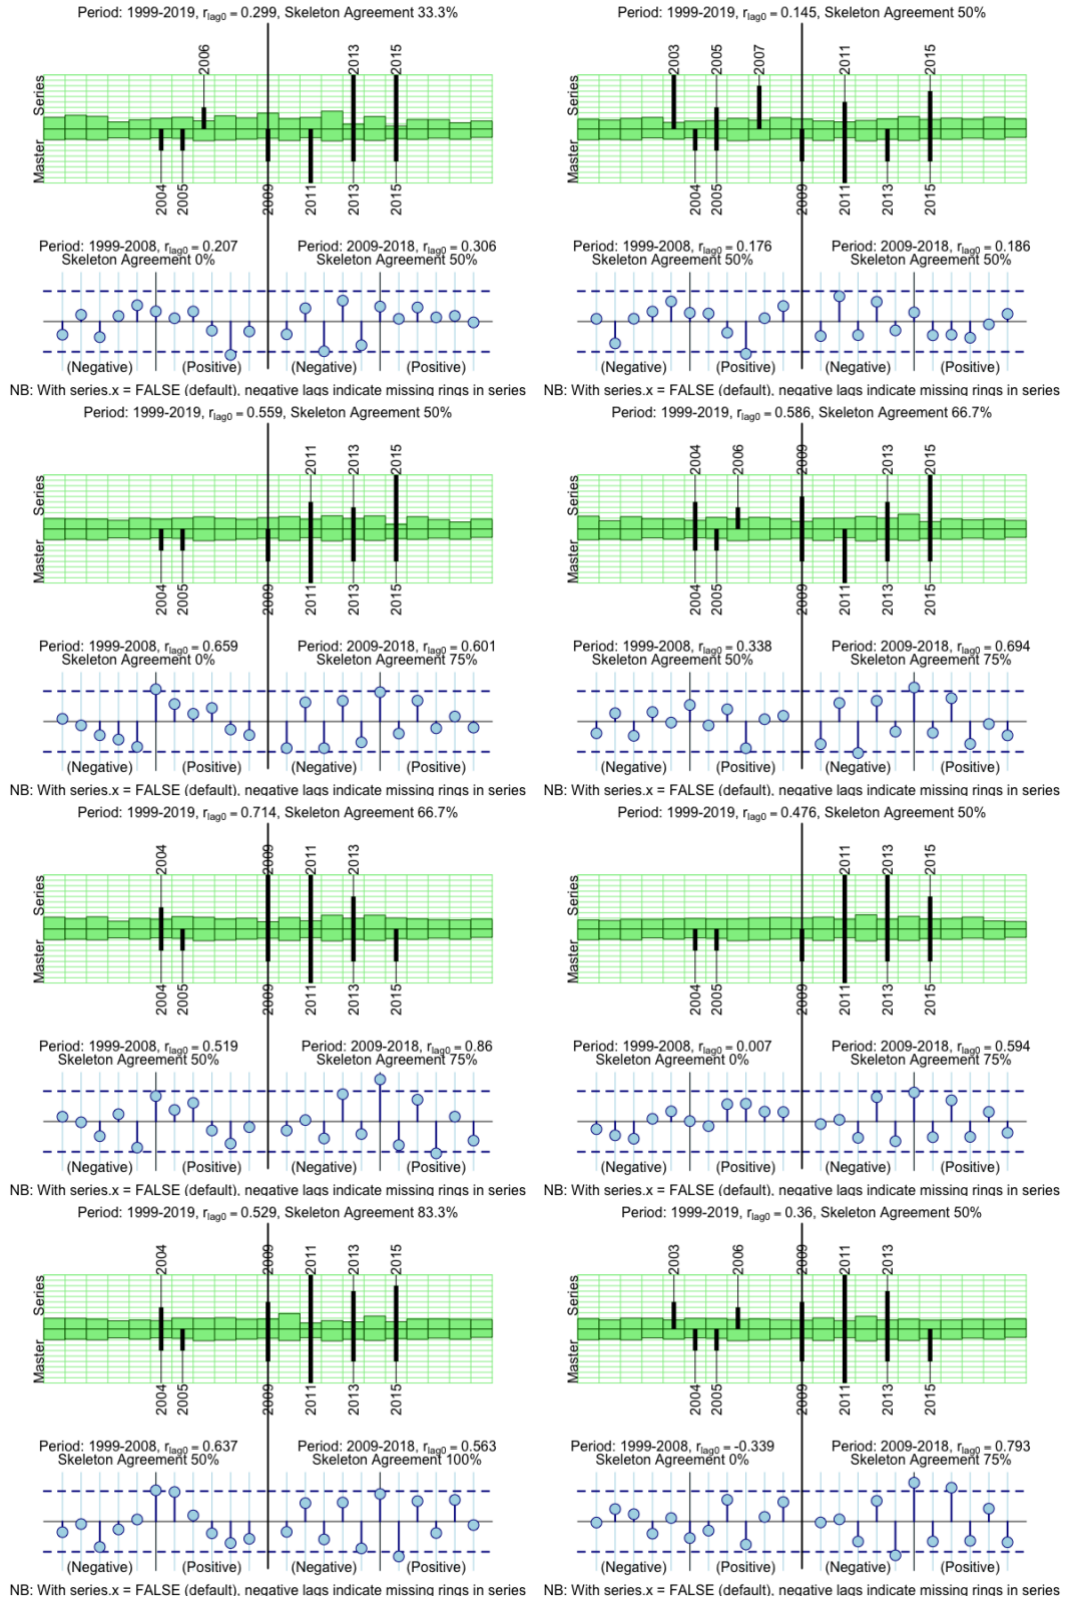 Period: 1999-2019, rlag0 = 0.299, Skeleton Agreement 33.3%
2006 2013 2015
Series
Master
2004 2005 2009 2011 2013 2015
Period: 1999-2008, rlag0 = 0.207
Skeleton Agreement 0%
Period: 2009-2018, rlag0 = 0.306
Skeleton Agreement 50%
(Negative) (Positive) (Negative) (Positive)
NB: With series.x = FALSE (default), negative lags indicate missing rings in series
Period: 1999-2019, rlag0 = 0.145, Skeleton Agreement 50%
2003 2005 2007 2011 2015
Series
Master
2004 2005 2009 2011 2013 2015
Period: 1999-2008, rlag0 = 0.176
Skeleton Agreement 50%
Period: 2009-2018, rlag0 = 0.186
Skeleton Agreement 50%
(Negative) (Positive) (Negative) (Positive)
NB: With series.x = FALSE (default), negative lags indicate missing rings in series
Period: 1999-2019, rlag0 = 0.559, Skeleton Agreement 50%
2011 2013 2015
Series
Master
2004 2005 2009 2011 2013 2015
Period: 1999-2008, rlag0 = 0.659
Skeleton Agreement 0%
Period: 2009-2018, rlag0 = 0.601
Skeleton Agreement 75%
(Negative) (Positive) (Negative) (Positive)
NB: With series.x = FALSE (default), negative lags indicate missing rings in series
Period: 1999-2019, rlag0 = 0.586, Skeleton Agreement 66.7%
2004 2006 2009 2013 2015
Series
Master
2004 2005 2009 2011 2013 2015
Period: 1999-2008, rlag0 = 0.338
Skeleton Agreement 50%
Period: 2009-2018, rlag0 = 0.694
Skeleton Agreement 75%
(Negative) (Positive) (Negative) (Positive)
NB: With series.x = FALSE (default), negative lags indicate missing rings in series
Period: 1999-2019, rlag0 = 0.714, Skeleton Agreement 66.7%
2004 2009 2011 2013
Series
Master
2004 2005 2009 2011 2013 2015
Period: 1999-2008, rlag0 = 0.519
Skeleton Agreement 50%
Period: 2009-2018, rlag0 = 0.86
Skeleton Agreement 75%
(Negative) (Positive) (Negative) (Positive)
NB: With series.x = FALSE (default), negative lags indicate missing rings in series
Period: 1999-2019, rlag0 = 0.476, Skeleton Agreement 50%
2011 2013 2015
Series
Master
2004 2005 2009 2011 2013 2015
Period: 1999-2008, rlag0 = 0.007
Skeleton Agreement 0%
Period: 2009-2018, rlag0 = 0.594
Skeleton Agreement 75%
(Negative) (Positive) (Negative) (Positive)
NB: With series.x = FALSE (default), negative lags indicate missing rings in series
Period: 1999-2019, rlag0 = 0.529, Skeleton Agreement 83.3%
2004 2009 2011 2013 2015
Series
Master
2004 2005 2009 2011 2013 2015
Period: 1999-2008, rlag0 = 0.637
Skeleton Agreement 50%
Period: 2009-2018, rlag0 = 0.563
Skeleton Agreement 100%
(Negative) (Positive) (Negative) (Positive)
NB: With series.x = FALSE (default), negative lags indicate missing rings in series
Period: 1999-2019, rlag0 = 0.36, Skeleton Agreement 50%
2003 2006 2009 2011 2013
Series
Master
2004 2005 2009 2011 2013 2015
Period: 1999-2008, rlag0 = -0.339
Skeleton Agreement 0%
Period: 2009-2018, rlag0 = 0.793
Skeleton Agreement 75%
(Negative) (Positive) (Negative) (Positive)
NB: With series.x = FALSE (default), negative lags indicate missing rings in series